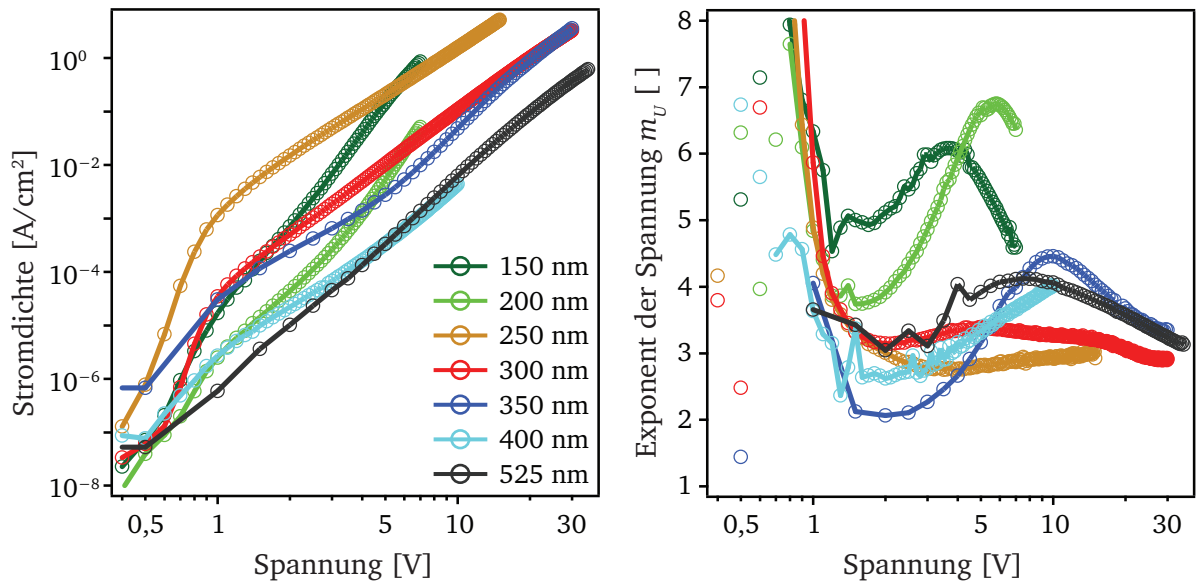 Stromdichte [A/cm²]
10⁰
10⁻²
10⁻⁴
10⁻⁶
10⁻⁸
0,5 1 5 10 30
Spannung [V]
150 nm
200 nm
250 nm
300 nm
350 nm
400 nm
525 nm
Exponent der Spannung m_U [ ]
8
7
6
5
4
3
2
1
0,5 1 5 10 30
Spannung [V]